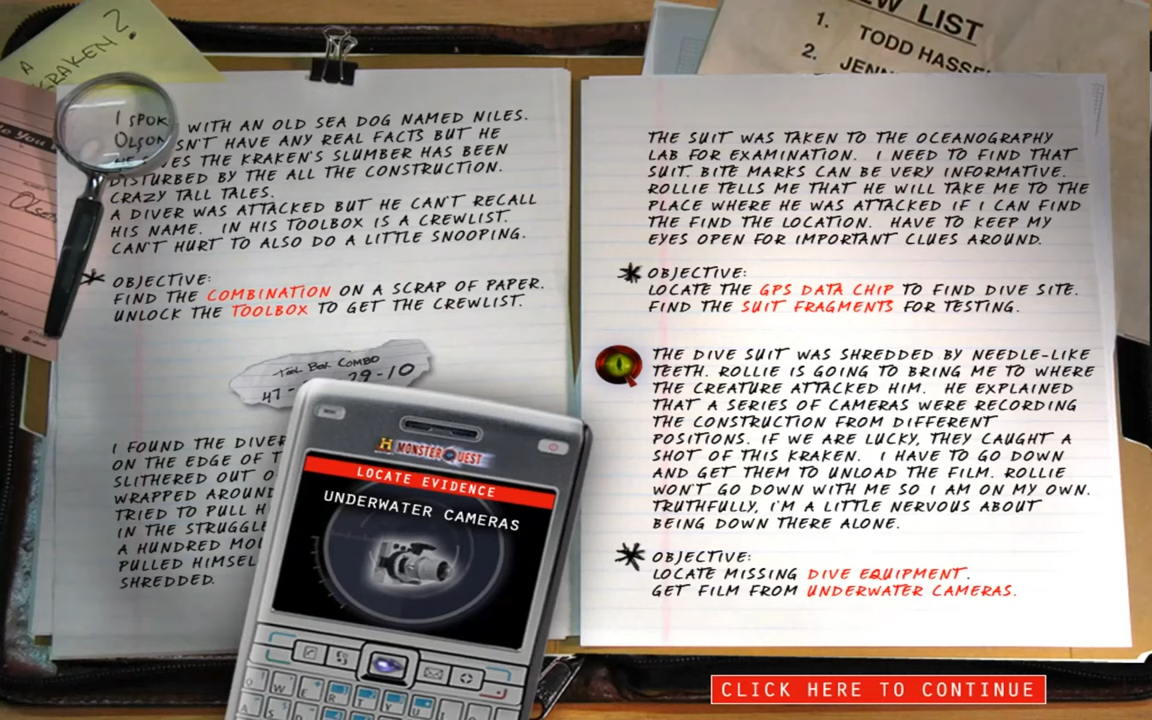 A
KRAKEN?
EW LIST
1. TODD HASSEL
2. JENN
Olsen
I SPOK WITH AN OLD SEA DOG NAMED NILES.
OLSON SN'T HAVE ANY REAL FACTS BUT HE
HE VES THE KRAKEN'S SLUMBER HAS BEEN
DISTURBED BY THE ALL THE CONSTRUCTION.
CRAZY TALL TALES.
A DIVER WAS ATTACKED BUT HE CAN'T RECALL
HIS NAME. IN HIS TOOLBOX IS A CREWLIST.
CAN'T HURT TO ALSO DO A LITTLE SNOOPING.
OBJECTIVE:
FIND THE COMBINATION ON A SCRAP OF PAPER.
UNLOCK THE TOOLBOX TO GET THE CREWLIST.
TOOL BOX COMBO
47- 29-10
I FOUND THE DIVER
ON THE EDGE OF T
SLITHERED OUT O
WRAPPED AROUND
TRIED TO PULL H
IN THE STRUGGLE
A HUNDRED MO
PULLED HIMSEL
SHREDDED.
H MONSTERQUEST
LOCATE EVIDENCE
UNDERWATER CAMERAS
THE SUIT WAS TAKEN TO THE OCEANOGRAPHY
LAB FOR EXAMINATION. I NEED TO FIND THAT
SUIT. BITE MARKS CAN BE VERY INFORMATIVE.
ROLLIE TELLS ME THAT HE WILL TAKE ME TO THE
PLACE WHERE HE WAS ATTACKED IF I CAN FIND
THE FIND THE LOCATION. HAVE TO KEEP MY
EYES OPEN FOR IMPORTANT CLUES AROUND.
OBJECTIVE:
LOCATE THE GPS DATA CHIP TO FIND DIVE SITE.
FIND THE SUIT FRAGMENTS FOR TESTING.
THE DIVE SUIT WAS SHREDDED BY NEEDLE-LIKE
TEETH. ROLLIE IS GOING TO BRING ME TO WHERE
THE CREATURE ATTACKED HIM. HE EXPLAINED
THAT A SERIES OF CAMERAS WERE RECORDING
THE CONSTRUCTION FROM DIFFERENT
POSITIONS. IF WE ARE LUCKY, THEY CAUGHT A
SHOT OF THIS KRAKEN. I HAVE TO GO DOWN
AND GET THEM TO UNLOAD THE FILM. ROLLIE
WON'T GO DOWN WITH ME SO I AM ON MY OWN.
TRUTHFULLY, I'M A LITTLE NERVOUS ABOUT
BEING DOWN THERE ALONE.
OBJECTIVE:
LOCATE MISSING DIVE EQUIPMENT.
GET FILM FROM UNDERWATER CAMERAS.
CLICK HERE TO CONTINUE